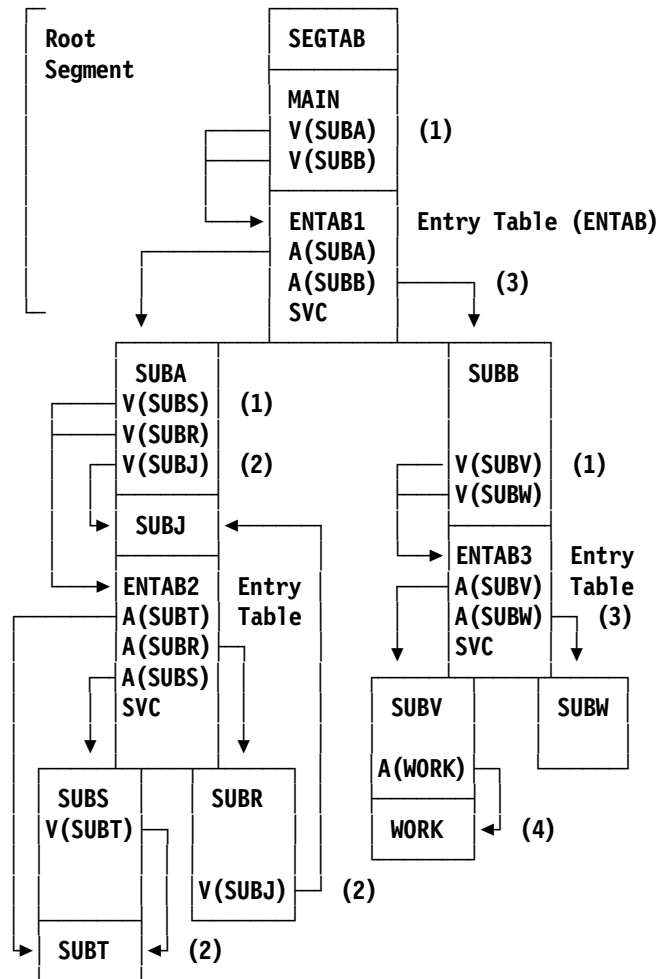 Root
Segment
SEGTAB
MAIN
V(SUBA) (1)
V(SUBB)
ENTAB1 Entry Table (ENTAB)
A(SUBA)
A(SUBB) (3)
SVC
SUBA
V(SUBS) (1)
V(SUBR)
V(SUBJ) (2)
SUBJ
ENTAB2 Entry
A(SUBT) Table
A(SUBR)
A(SUBS)
SVC
SUBB
V(SUBV) (1)
V(SUBW)
ENTAB3 Entry
A(SUBV) Table
A(SUBW) (3)
SVC
SUBS
V(SUBT)
SUBT (2)
SUBR
V(SUBJ) (2)
SUBV
A(WORK)
WORK (4)
SUBW